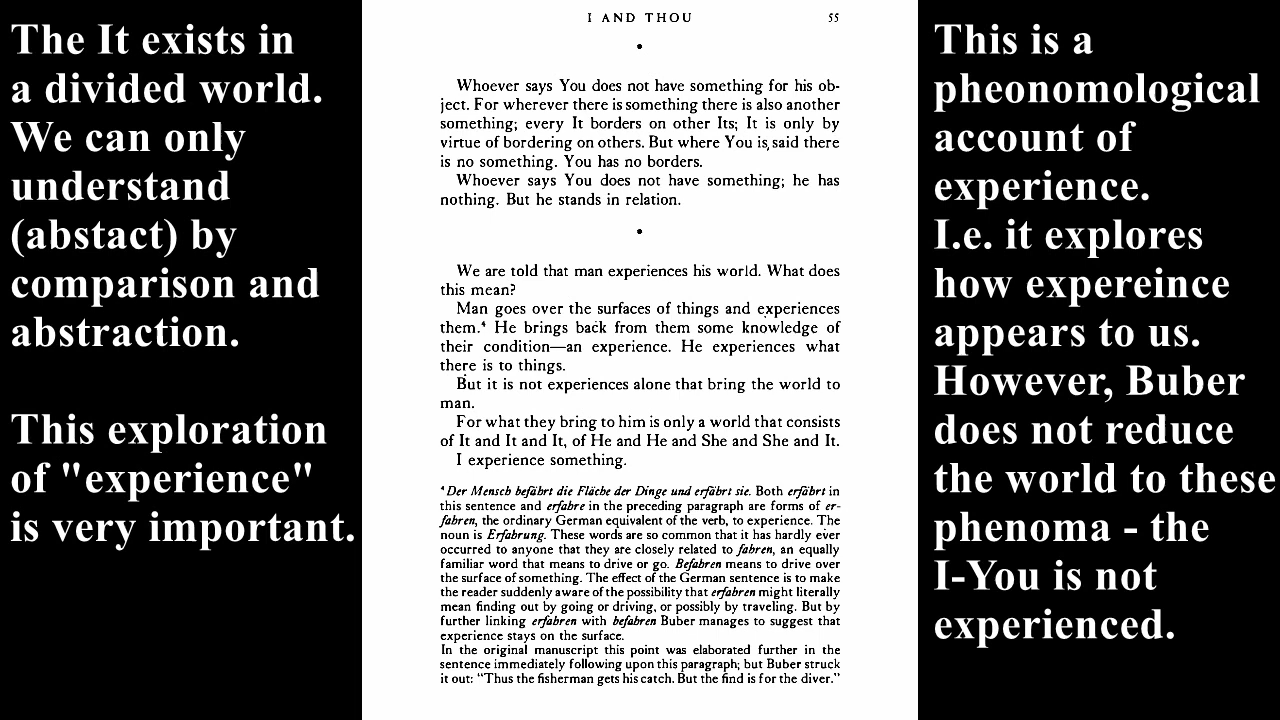 The It exists in
a divided world.
We can only
understand
(abstact) by
comparison and
abstraction.
This exploration
of "experience"
is very important.
I AND THOU 55
•
Whoever says You does not have something for his ob-
ject. For wherever there is something there is also another
something; every It borders on other Its; It is only by
virtue of bordering on others. But where You is said there
is no something. You has no borders.
Whoever says You does not have something; he has
nothing. But he stands in relation.
•
We are told that man experiences his world. What does
this mean?
Man goes over the surfaces of things and experiences
them.⁴ He brings back from them some knowledge of
their condition—an experience. He experiences what
there is to things.
But it is not experiences alone that bring the world to
man.
For what they bring to him is only a world that consists
of It and It and It, of He and He and She and She and It.
I experience something.
⁴ Der Mensch befährt die Fläche der Dinge und erfährt sie. Both erfährt in
this sentence and erfahre in the preceding paragraph are forms of er-
fahren, the ordinary German equivalent of the verb, to experience. The
noun is Erfahrung. These words are so common that it has hardly ever
occurred to anyone that they are closely related to fahren, an equally
familiar word that means to drive or go. Befahren means to drive over
the surface of something. The effect of the German sentence is to make
the reader suddenly aware of the possibility that erfahren might literally
mean finding out by going or driving, or possibly by traveling. But by
further linking erfahren with befahren Buber manages to suggest that
experience stays on the surface.
In the original manuscript this point was elaborated further in the
sentence immediately following upon this paragraph; but Buber struck
it out: “Thus the fisherman gets his catch. But the find is for the diver.”
This is a
pheonomological
account of
experience.
I.e. it explores
how expereince
appears to us.
However, Buber
does not reduce
the world to these
phenoma - the
I-You is not
experienced.